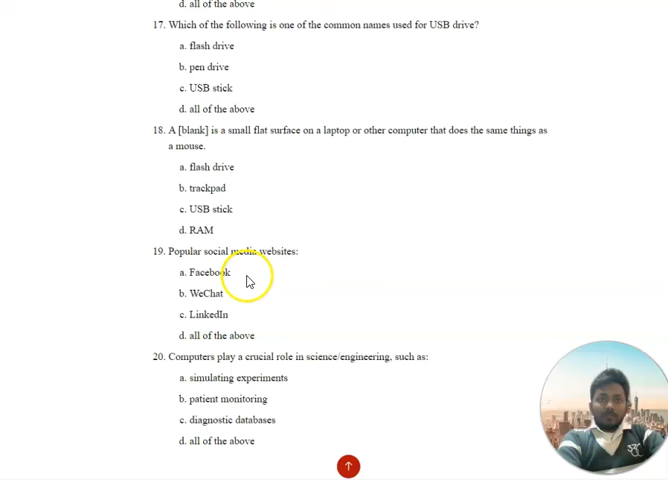 d. all of the above
17. Which of the following is one of the common names used for USB drive?
a. flash drive
b. pen drive
c. USB stick
d. all of the above
18. A [blank] is a small flat surface on a laptop or other computer that does the same things as
a mouse.
a. flash drive
b. trackpad
c. USB stick
d. RAM
19. Popular social media websites:
a. Facebook
b. WeChat
c. LinkedIn
d. all of the above
20. Computers play a crucial role in science/engineering, such as:
a. simulating experiments
b. patient monitoring
c. diagnostic databases
d. all of the above